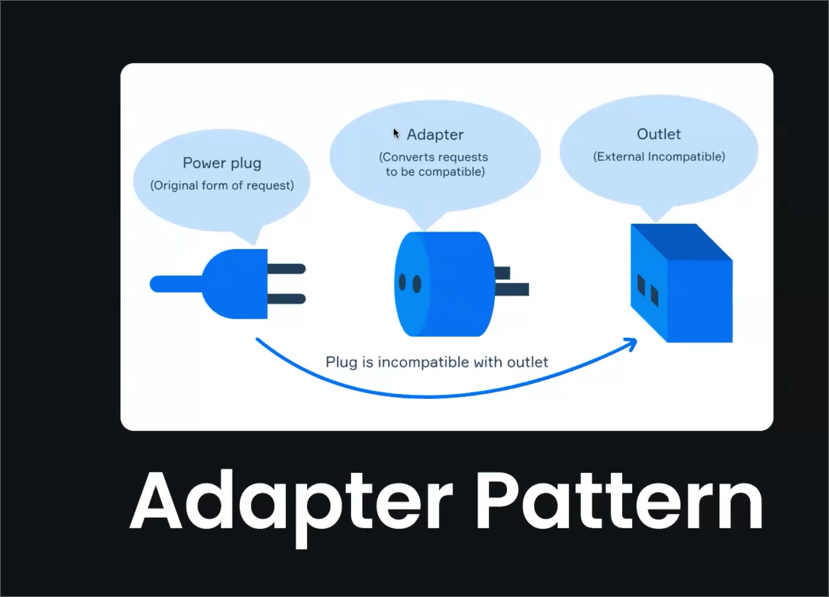 Power plug
(Original form of request)
Adapter
(Converts requests
to be compatible)
Outlet
(External Incompatible)
Plug is incompatible with outlet
Adapter Pattern